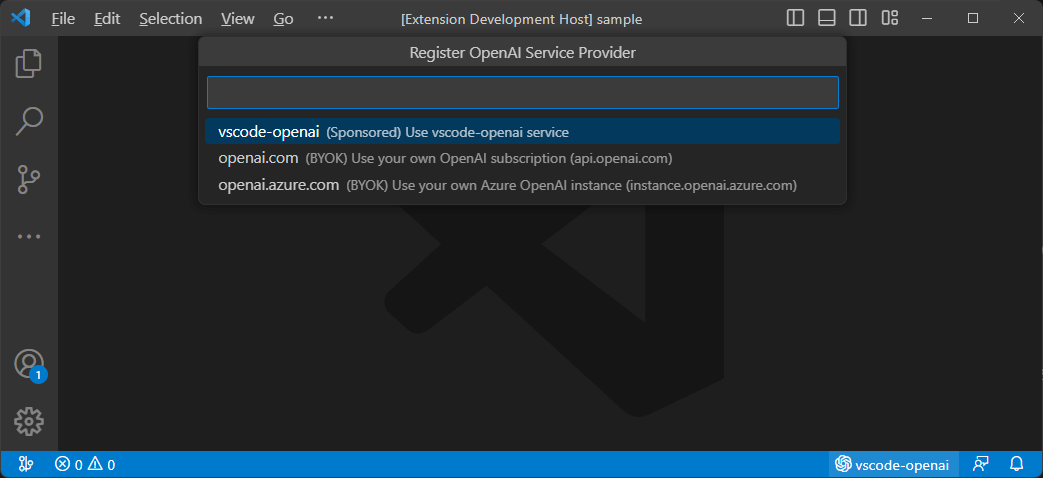 File Edit Selection View Go ··· [Extension Development Host] sample
Register OpenAI Service Provider
vscode-openai (Sponsored) Use vscode-openai service
openai.com (BYOK) Use your own OpenAI subscription (api.openai.com)
openai.azure.com (BYOK) Use your own Azure OpenAI instance (instance.openai.azure.com)
1
0 0 vscode-openai